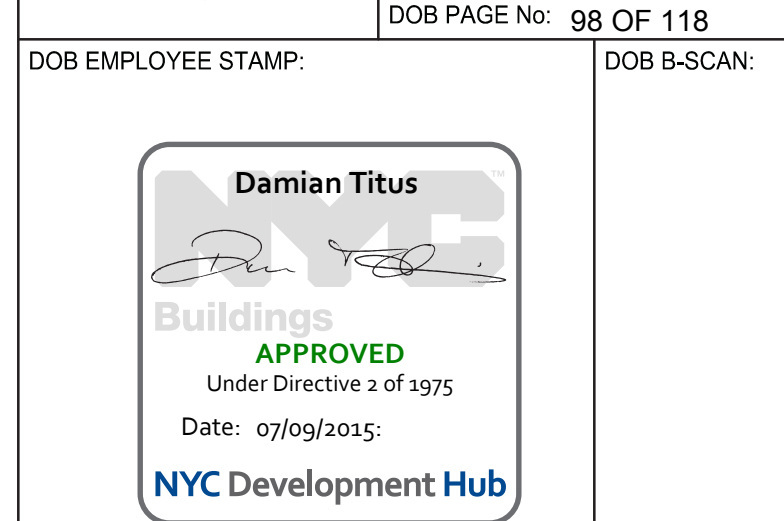 DOB PAGE No: 98 OF 118
DOB EMPLOYEE STAMP:
DOB B-SCAN:
Damian Titus
NYC™
Buildings
APPROVED
Under Directive 2 of 1975
Date: 07/09/2015:
NYC Development Hub